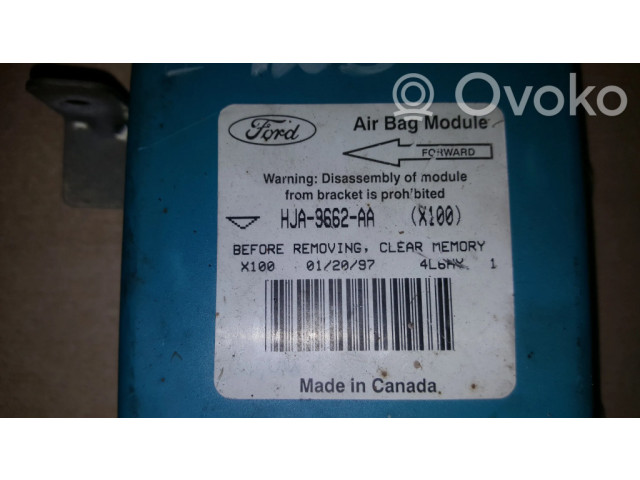 Ovoko
Ford
Air Bag Module
FORWARD
Warning: Disassembly of module
from bracket is prohibited
HJA-9662-AA (X100)
BEFORE REMOVING, CLEAR MEMORY
X100 01/20/97 1
Made in Canada